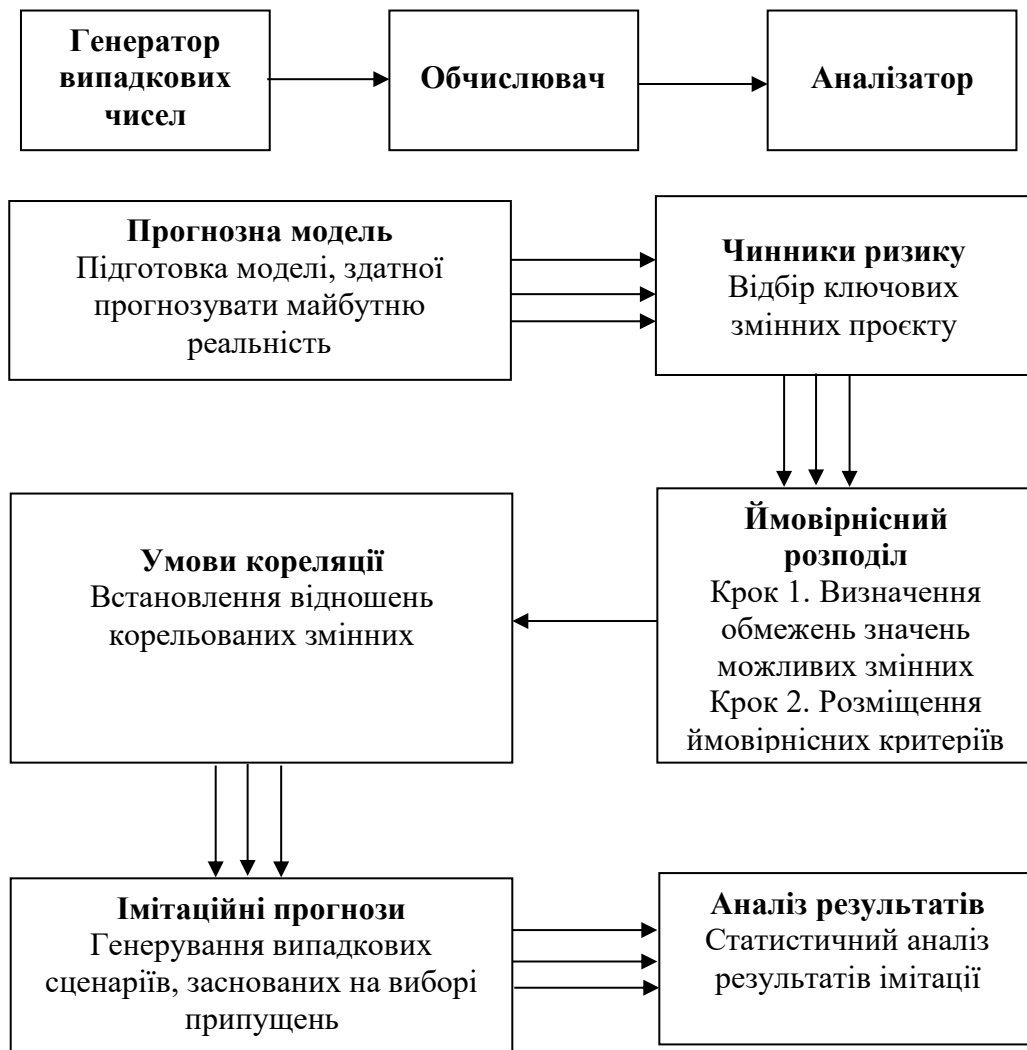 Генератор
випадкових
чисел
Обчислювач
Аналізатор
Прогнозна модель
Підготовка моделі, здатної
прогнозувати майбутню
реальність
Чинники ризику
Відбір ключових
змінних проєкту
Умови кореляції
Встановлення відношень
корельованих змінних
Ймовірнісний
розподіл
Крок 1. Визначення
обмежень значень
можливих змінних
Крок 2. Розміщення
ймовірнісних критеріїв
Імітаційні прогнози
Генерування випадкових
сценаріїв, заснованих на виборі
припущень
Аналіз результатів
Статистичний аналіз
результатів імітації